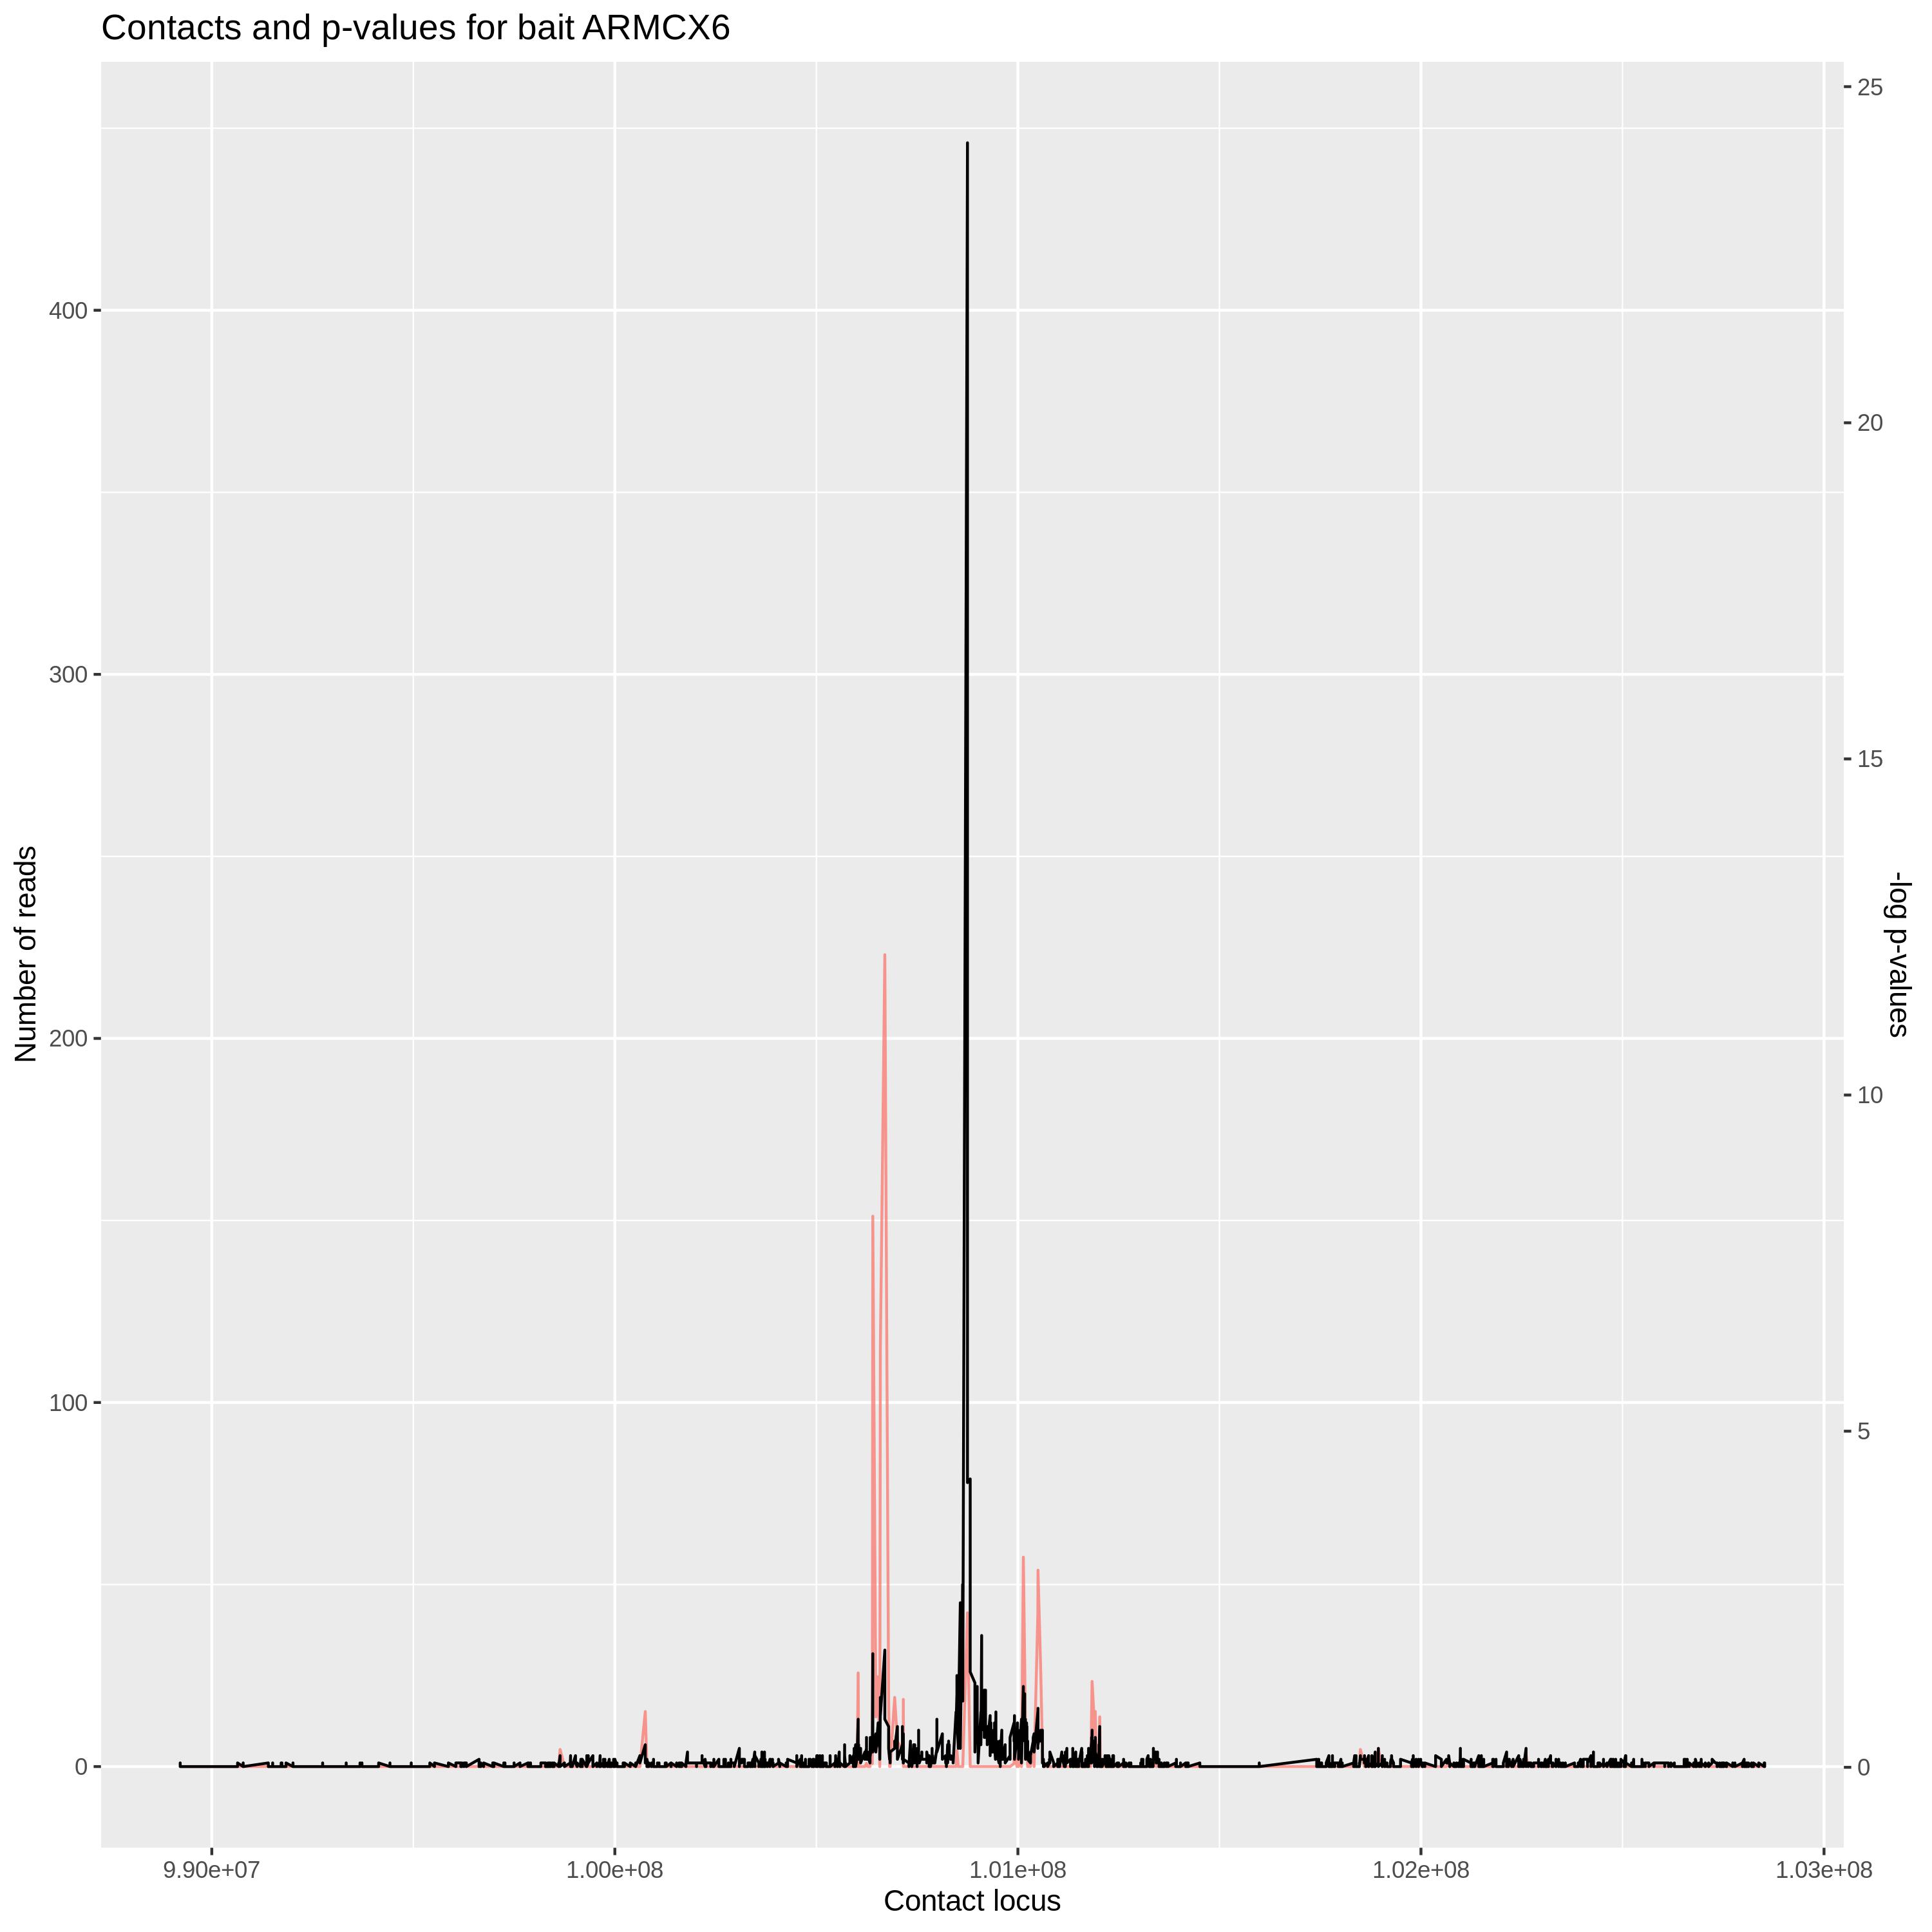 Contacts and p-values for bait ARMCX6
Number of reads
400
300
200
100
0
25
20
15
10
5
0
-log p-values
9.90e+07
1.00e+08
1.01e+08
1.02e+08
1.03e+08
Contact locus